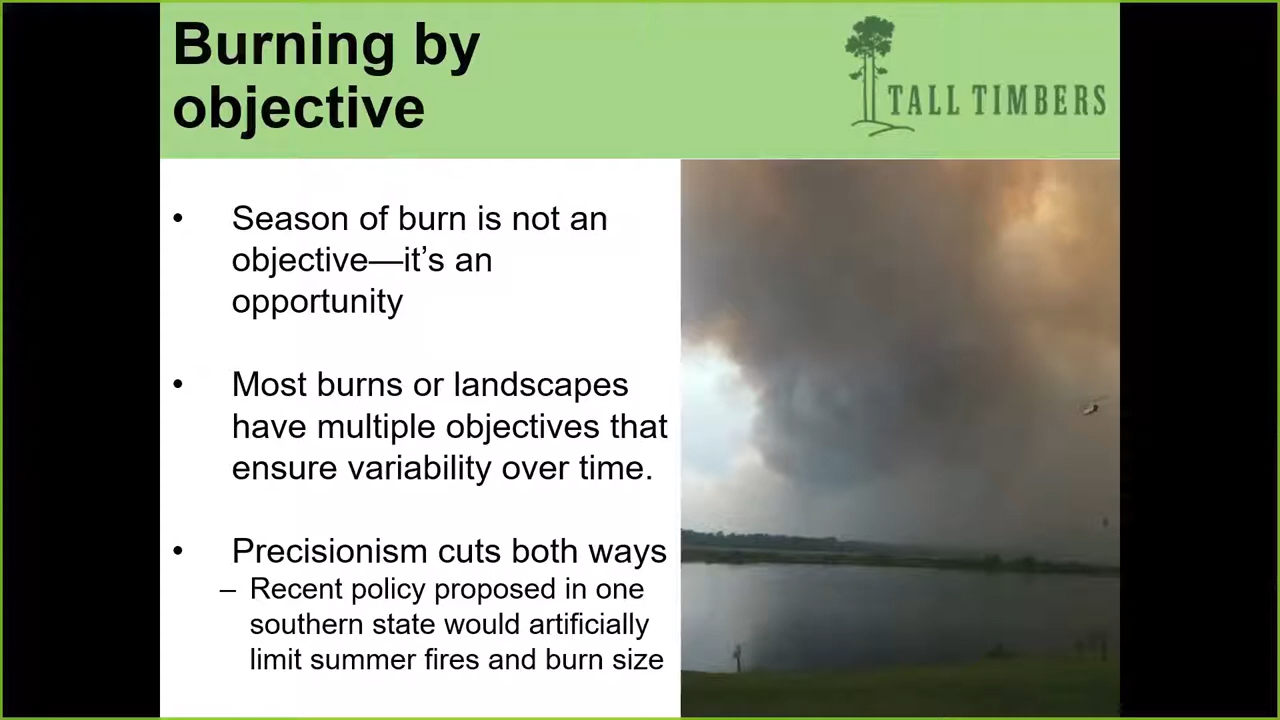 Burning by
objective
TALL TIMBERS
• Season of burn is not an
objective—it’s an
opportunity
• Most burns or landscapes
have multiple objectives that
ensure variability over time.
• Precisionism cuts both ways
– Recent policy proposed in one
southern state would artificially
limit summer fires and burn size